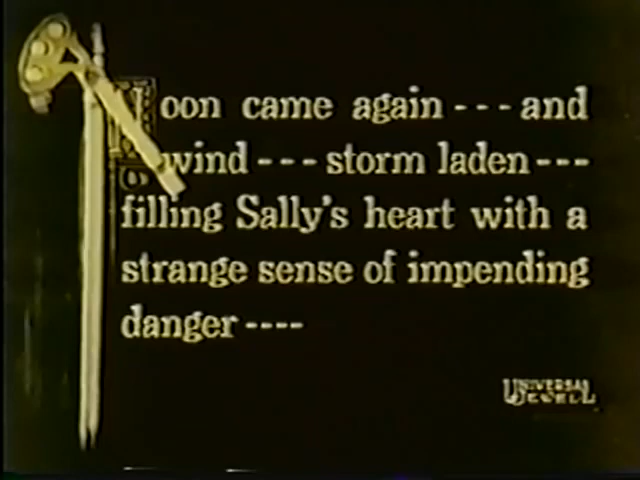 Noon came again --- and
wind --- storm laden ---
filling Sally's heart with a
strange sense of impending
danger ----
UNIVERSAL
JEWEL